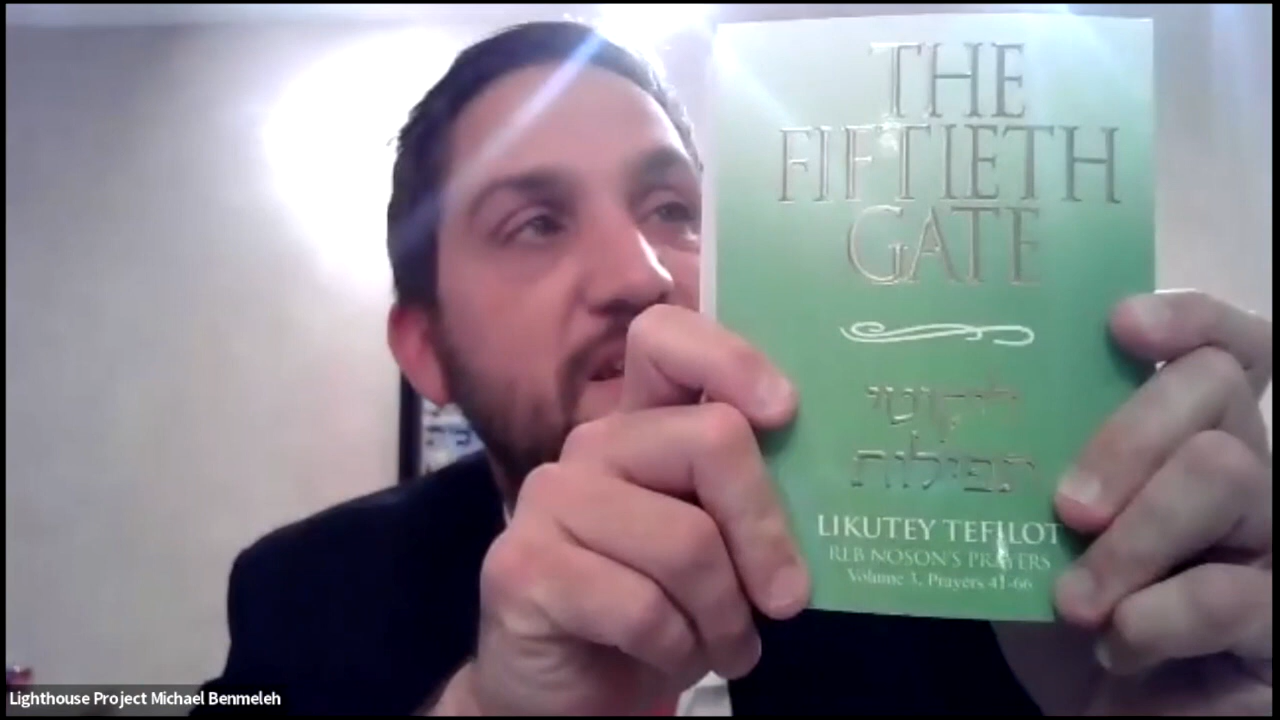 THE
FIFTIETH
GATE
ליקוטי
תפילות
LIKUTEY TEFILOT
REB NOSON'S PRAYERS
Volume 3, Prayers 41-66
Lighthouse Project Michael Benmeleh